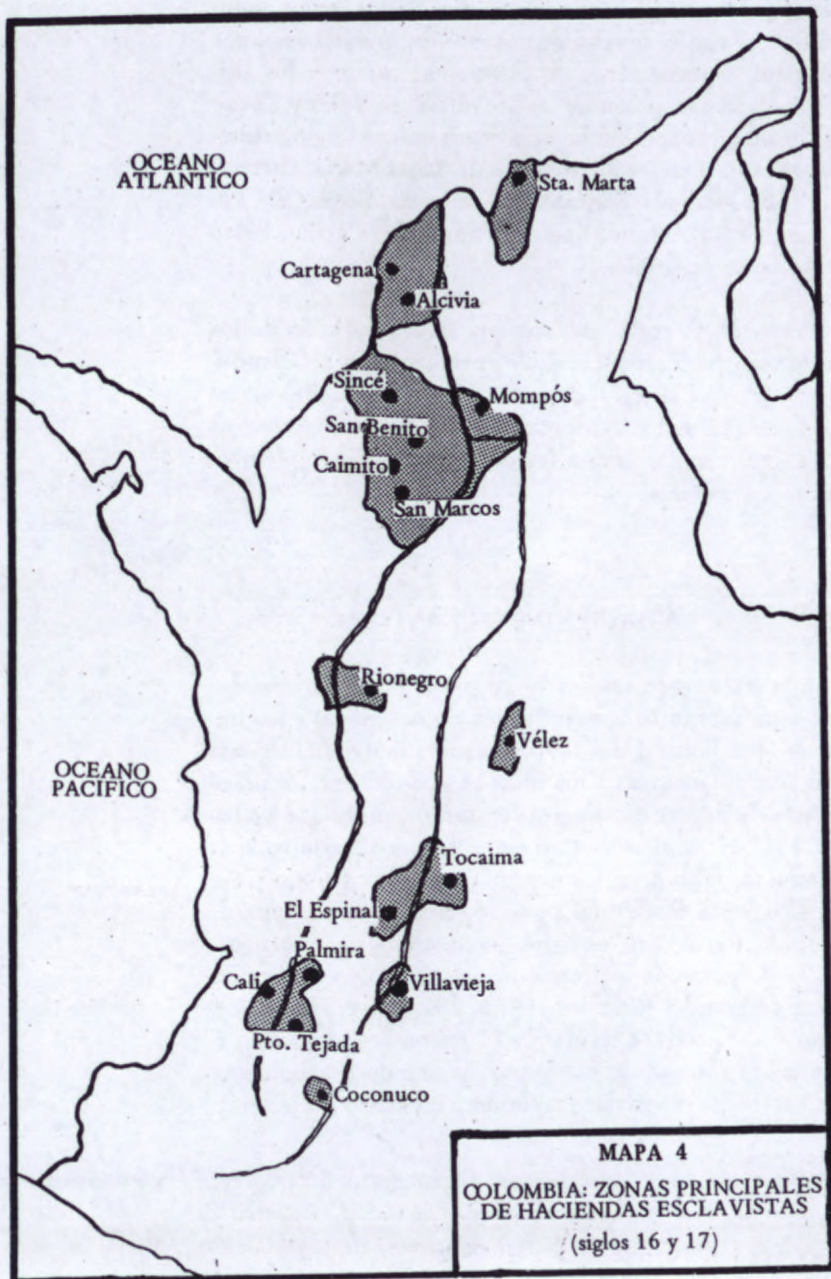 OCEANO
ATLANTICO
Sta. Marta
Cartagena
Alcivia
Sincé
Mompós
San Benito
Caimito
San Marcos
Rionegro
Vélez
OCEANO
PACIFICO
Tocaima
El Espinal
Palmira
Cali
Villavieja
Pto. Tejada
Coconuco
MAPA 4
COLOMBIA: ZONAS PRINCIPALES
DE HACIENDAS ESCLAVISTAS
(siglos 16 y 17)